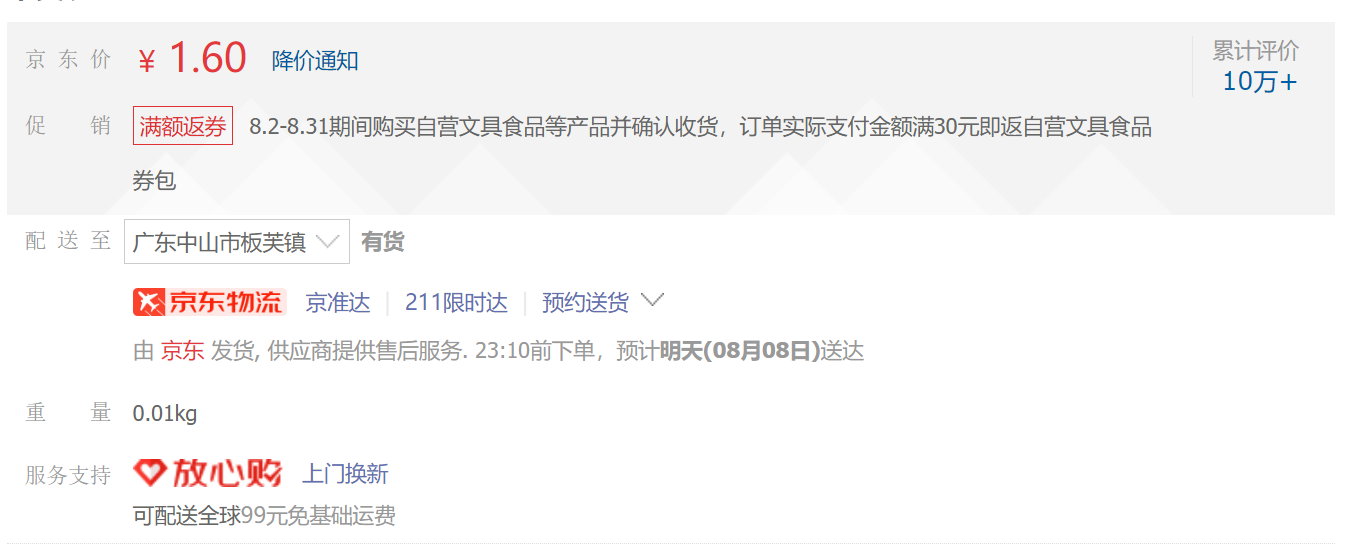 京东价 ￥ 1.60 降价通知
累计评价
10万+
促销 满额返券 8.2-8.31期间购买自营文具食品等产品并确认收货，订单实际支付金额满30元即返自营文具食品
券包
配送至 广东中山市板芙镇 有货
京东物流 京准达 211限时达 预约送货
由 京东 发货, 供应商提供售后服务. 23:10前下单，预计明天(08月08日)送达
重量 0.01kg
服务支持 放心购 上门换新
可配送全球99元免基础运费